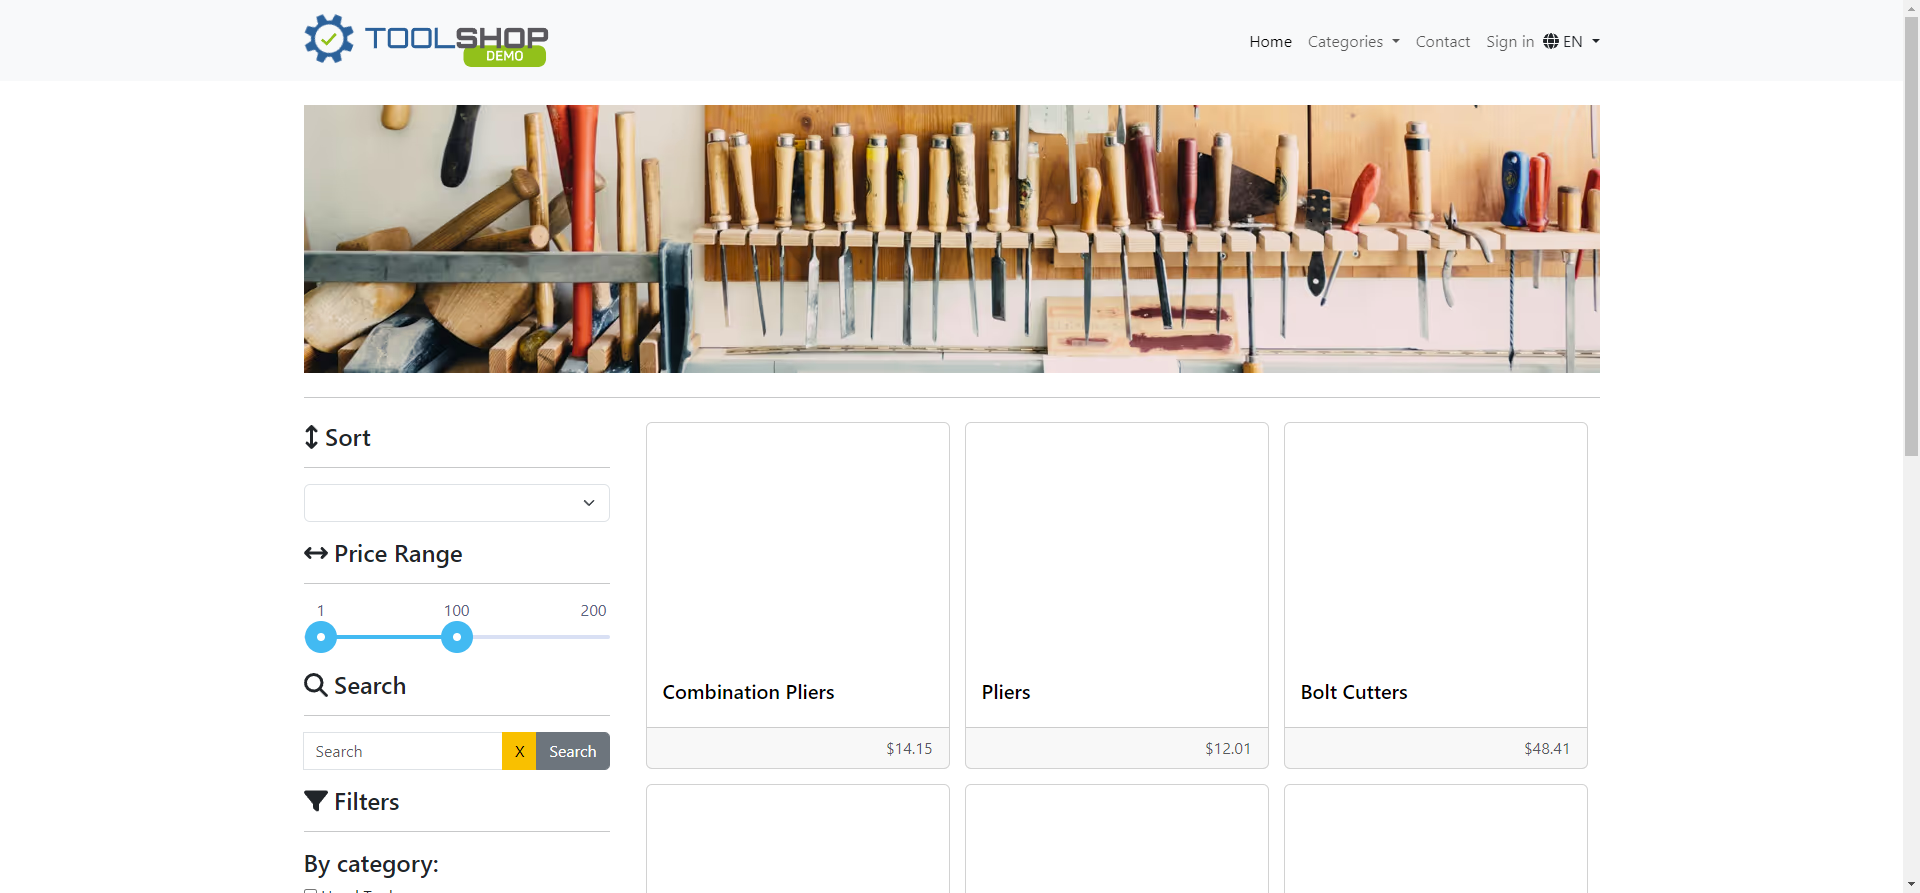 TOOLSHOP
DEMO
Home Categories Contact Sign in EN
Sort
Price Range
1 100 200
Search
Search X Search
Filters
By category:
Combination Pliers
$14.15
Pliers
$12.01
Bolt Cutters
$48.41